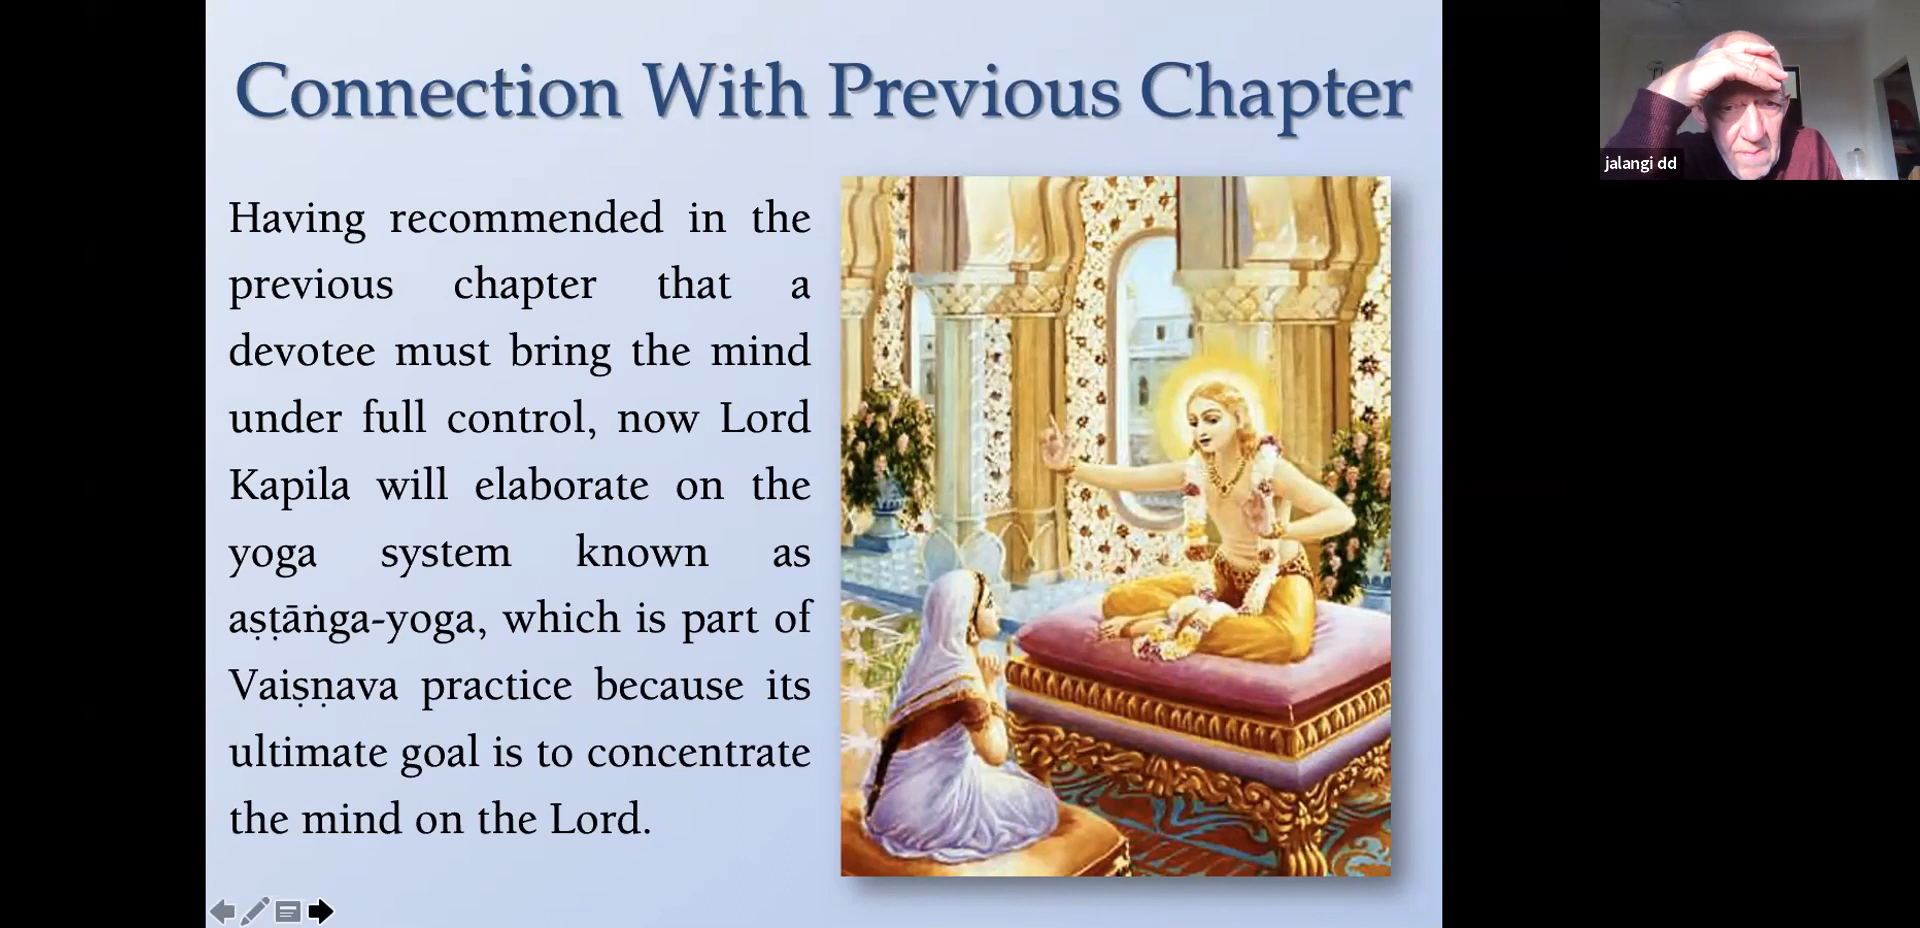 Connection With Previous Chapter
Having recommended in the
previous chapter that a
devotee must bring the mind
under full control, now Lord
Kapila will elaborate on the
yoga system known as
aṣṭāṅga-yoga, which is part of
Vaiṣṇava practice because its
ultimate goal is to concentrate
the mind on the Lord.
jalangi dd